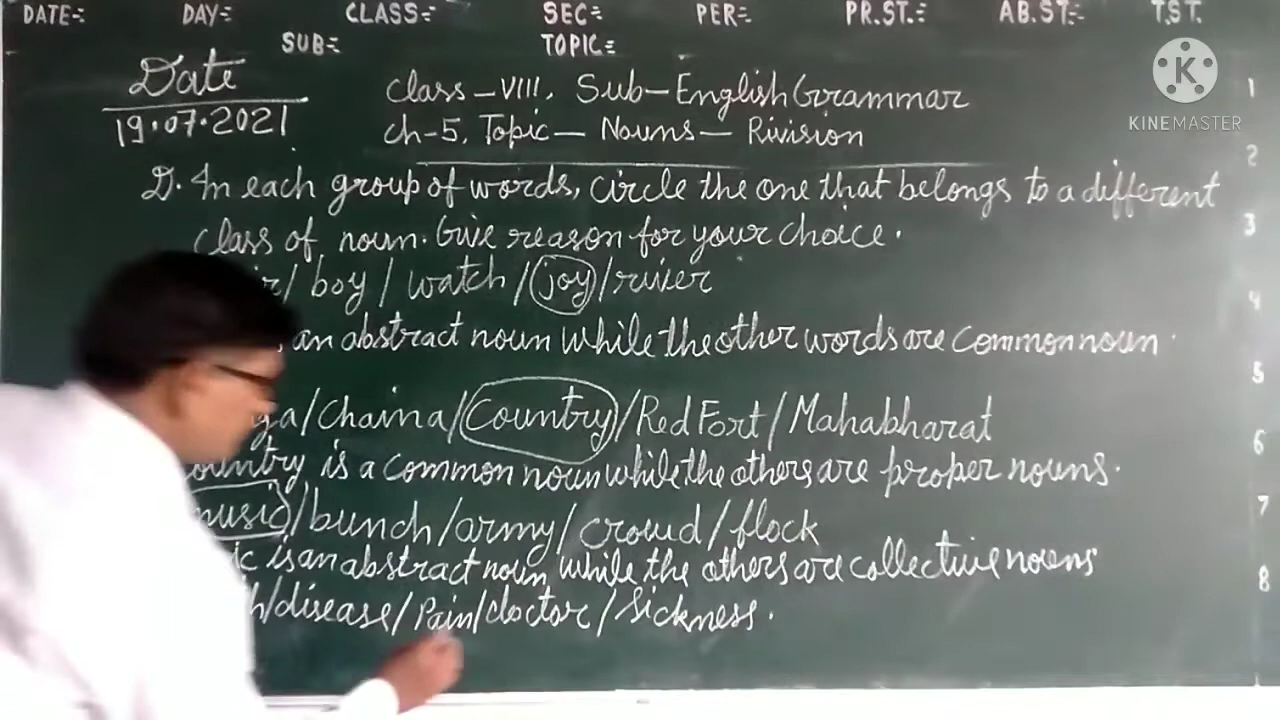 DATE=: DAY=: CLASS=: SEC=: PER=: PR.ST.=: AB.ST=:- T.ST.
SUB=: TOPIC=:
Date
19.07.2021
class-VIII. Sub-English Grammar
ch-5. Topic- Nouns- Rivision
D. In each group of words, circle the one that belongs to a different
class of noun. Give reason for your choice.
/ boy / watch / joy / river
an abstract noun while the other words are common noun.
/Chaina/Country/Red Fort/Mahabharat
Country is a common noun while the others are proper nouns.
music/bunch/army/crowd/flock
is an abstract noun while the others are collective nouns
/disease/Pain/doctor/Sickness.
K
KINEMASTER
1
2
3
4
5
6
7
8